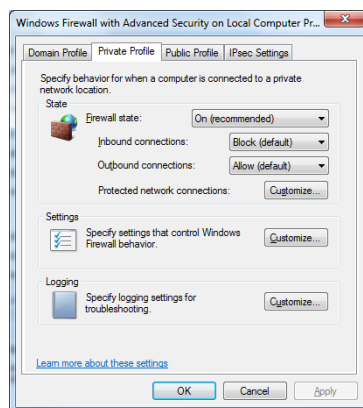 Windows Firewall with Advanced Security on Local Computer Pr...
Domain Profile Private Profile Public Profile IPsec Settings
Specify behavior for when a computer is connected to a private
network location.
State
Firewall state: On (recommended)
Inbound connections: Block (default)
Outbound connections: Allow (default)
Protected network connections: Customize...
Settings
Specify settings that control Windows
Firewall behavior.
Customize...
Logging
Specify logging settings for
troubleshooting.
Customize...
Learn more about these settings
OK Cancel Apply